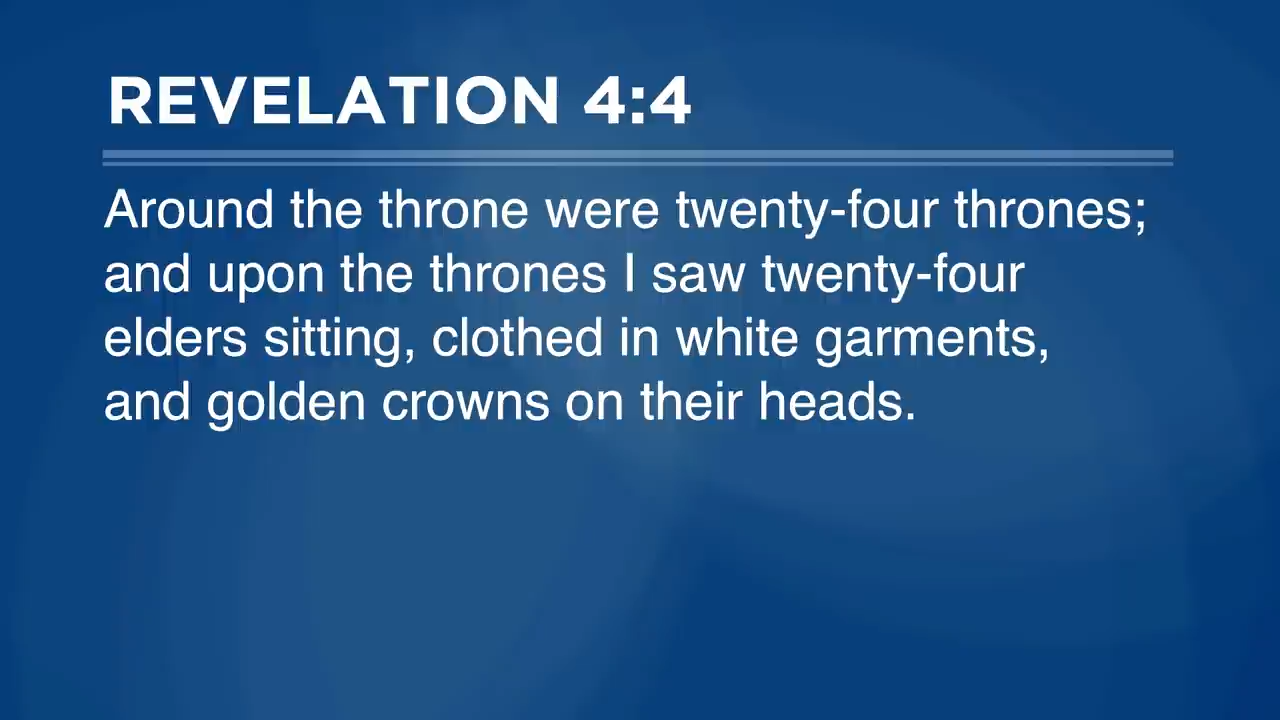 REVELATION 4:4
Around the throne were twenty-four thrones;
and upon the thrones I saw twenty-four
elders sitting, clothed in white garments,
and golden crowns on their heads.